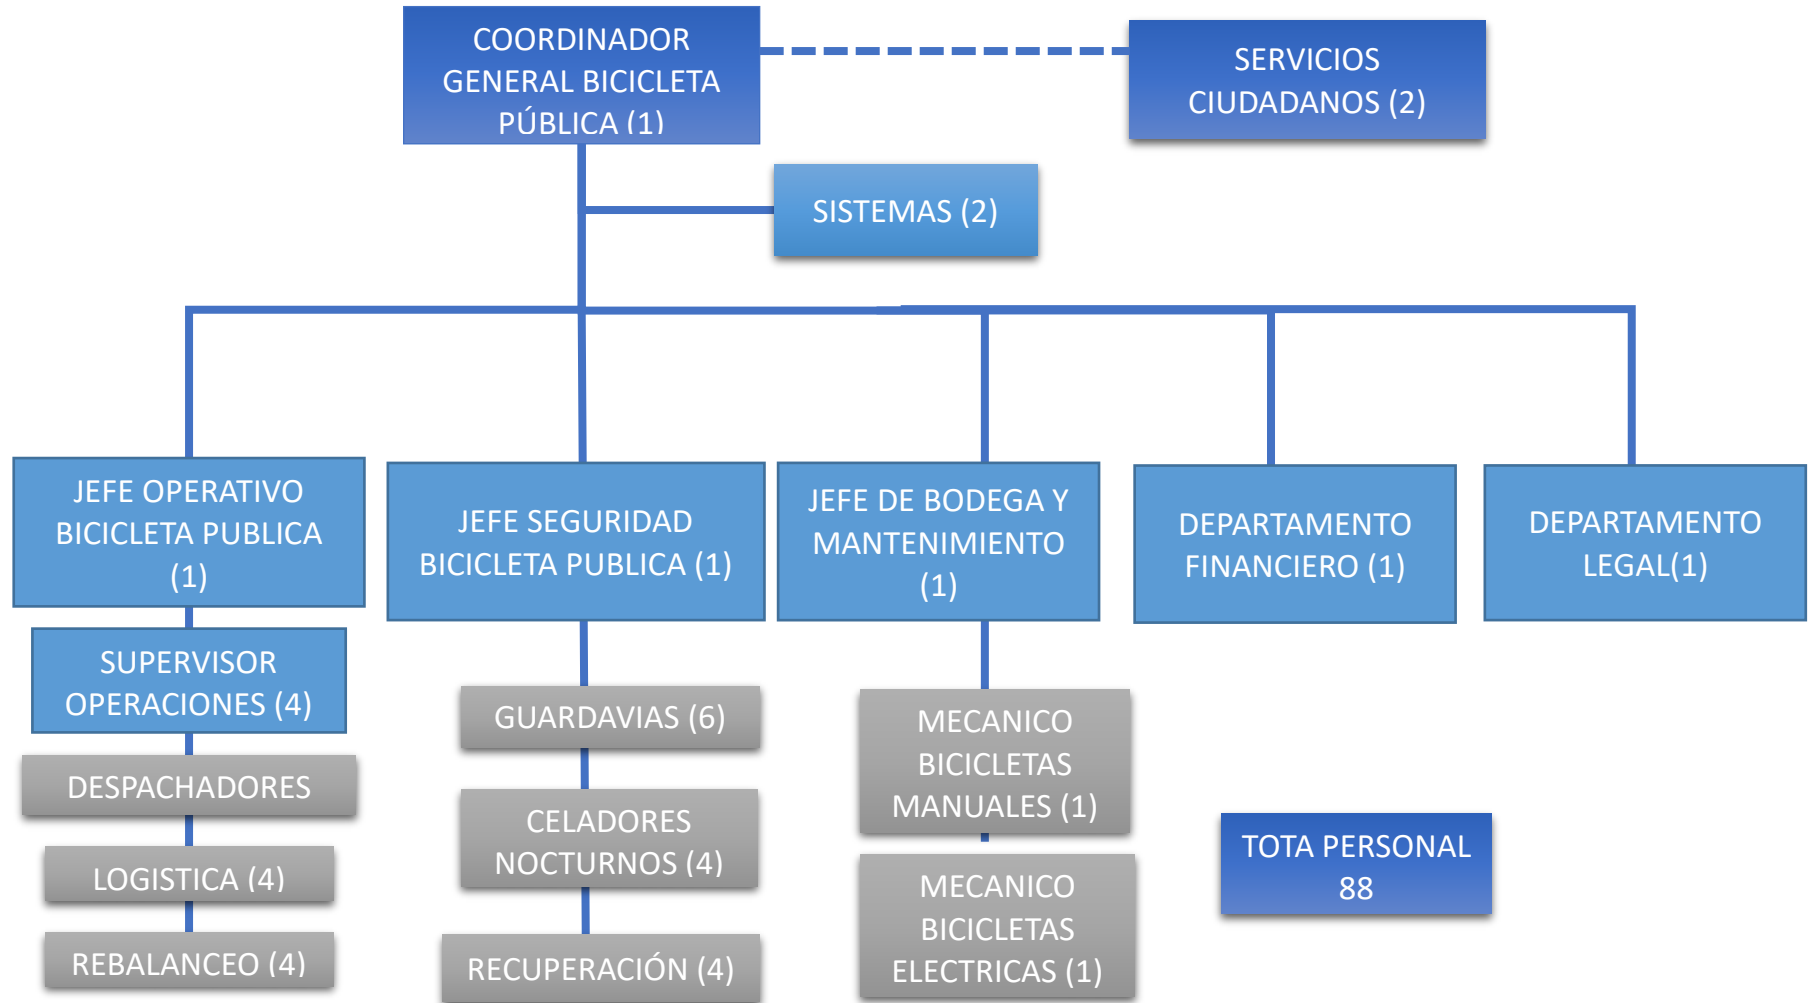 COORDINADOR
GENERAL BICICLETA
PÚBLICA (1)
SERVICIOS
CIUDADANOS (2)
SISTEMAS (2)
JEFE OPERATIVO
BICICLETA PUBLICA
(1)
JEFE SEGURIDAD
BICICLETA PUBLICA (1)
JEFE DE BODEGA Y
MANTENIMIENTO
(1)
DEPARTAMENTO
FINANCIERO (1)
DEPARTAMENTO
LEGAL(1)
SUPERVISOR
OPERACIONES (4)
DESPACHADORES
LOGISTICA (4)
REBALANCEO (4)
GUARDAVIAS (6)
CELADORES
NOCTURNOS (4)
RECUPERACIÓN (4)
MECANICO
BICICLETAS
MANUALES (1)
MECANICO
BICICLETAS
ELECTRICAS (1)
TOTA PERSONAL
88